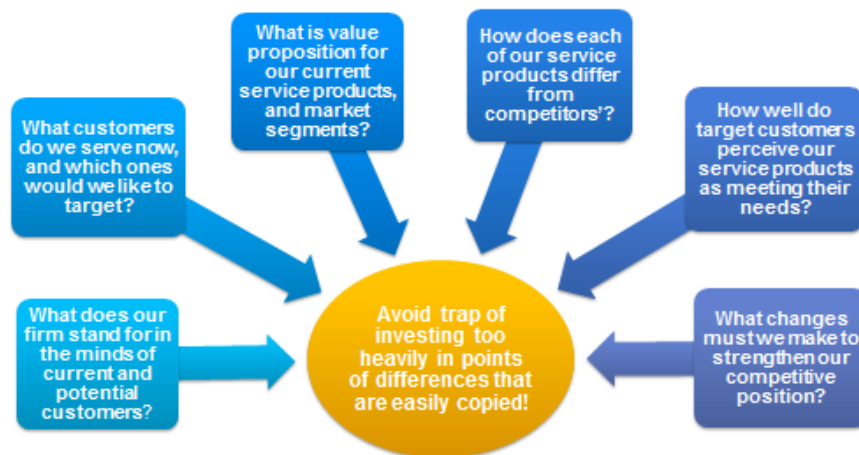 What is value
proposition for
our current
service products,
and market
segments?
How does each
of our service
products differ
from
competitors'?
What customers
do we serve now,
and which ones
would we like to
target?
How well do
target customers
perceive our
service products
as meeting their
needs?
What does our
firm stand for in
the minds of
current and
potential
customers?
Avoid trap of
investing too
heavily in points
of differences that
are easily copied!
What changes
must we make to
strengthen our
competitive
position?